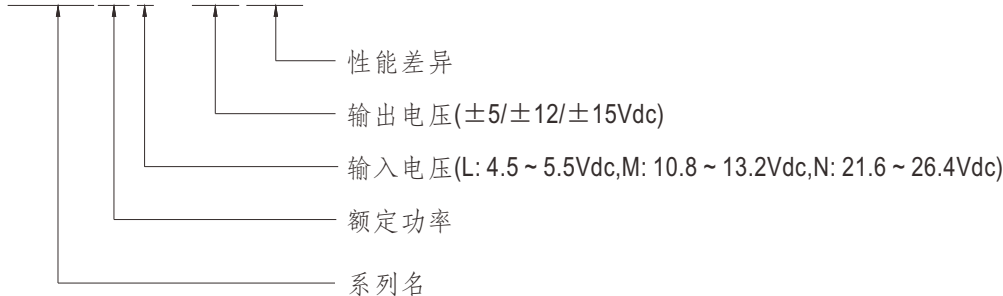 性能差异
输出电压(±5/±12/±15Vdc)
输入电压(L: 4.5~5.5Vdc,M: 10.8~13.2Vdc,N: 21.6~26.4Vdc)
额定功率
系列名